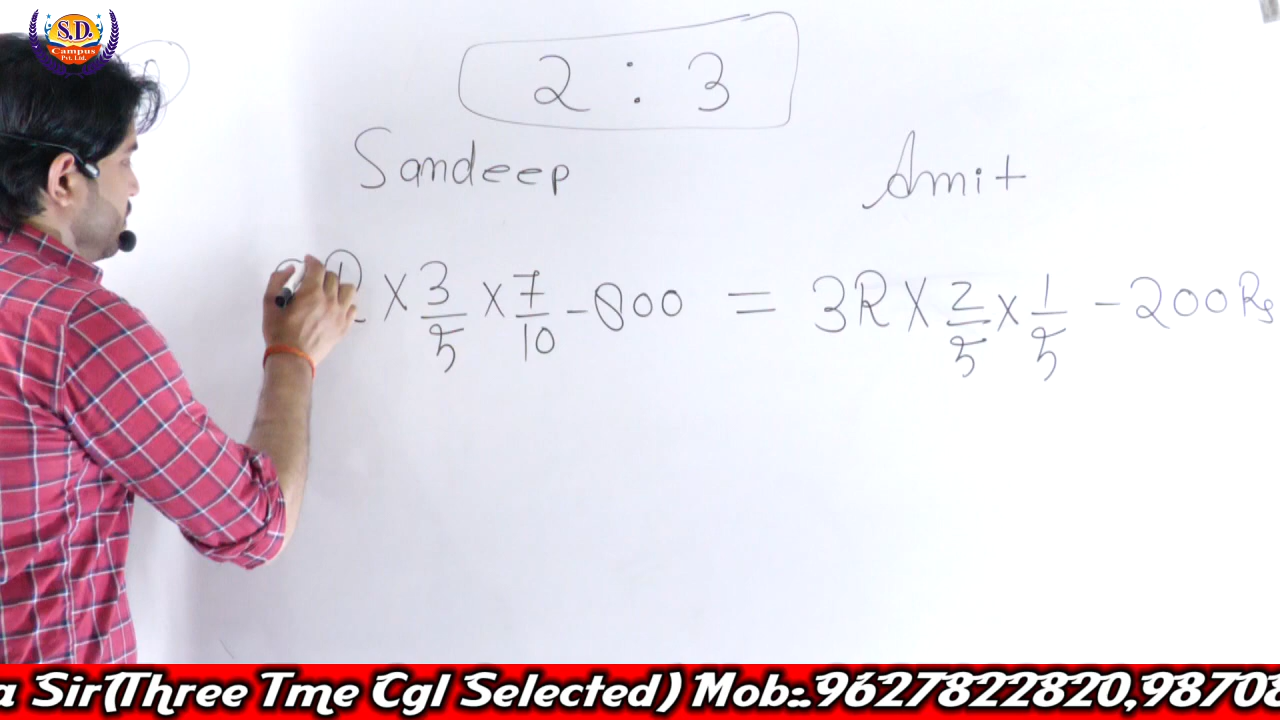 S.D.
Campus
Pvt. Ltd.
2 : 3
Sandeep Amit
R × 3/5 × 7/10 - 800 = 3R × 2/5 × 1/5 - 200 Rs
a Sir(Three Tme Cgl Selected) Mob:.9627822820,98708